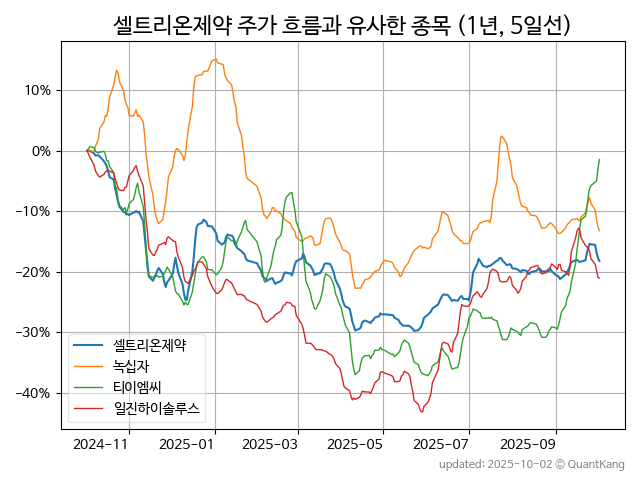 셀트리온제약 주가 흐름과 유사한 종목 (1년, 5일선)
10%
0%
−10%
−20%
−30%
−40%
셀트리온제약
녹십자
티이엠씨
일진하이솔루스
2024-11
2025-01
2025-03
2025-05
2025-07
2025-09
updated: 2025-10-02 © QuantKang